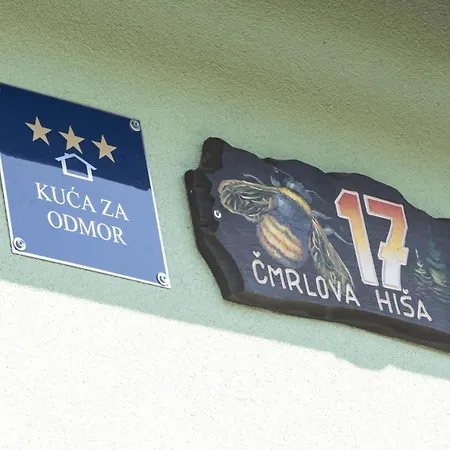 KUĆA ZA
ODMOR
17
ČMRLOVA HIŠA